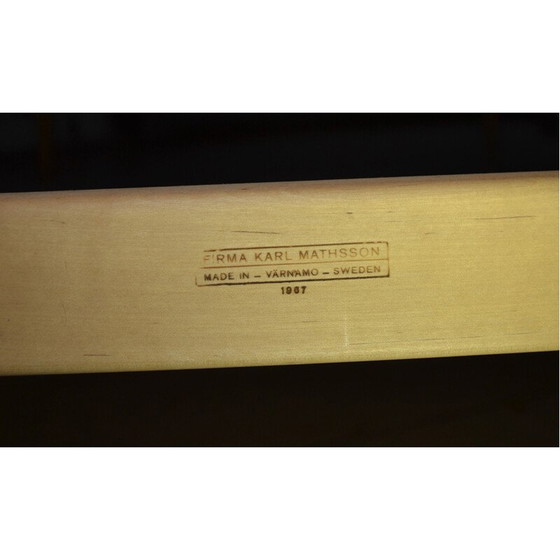 FIRMA KARL MATHSSON
MADE IN – VÄRNAMO – SWEDEN
1967